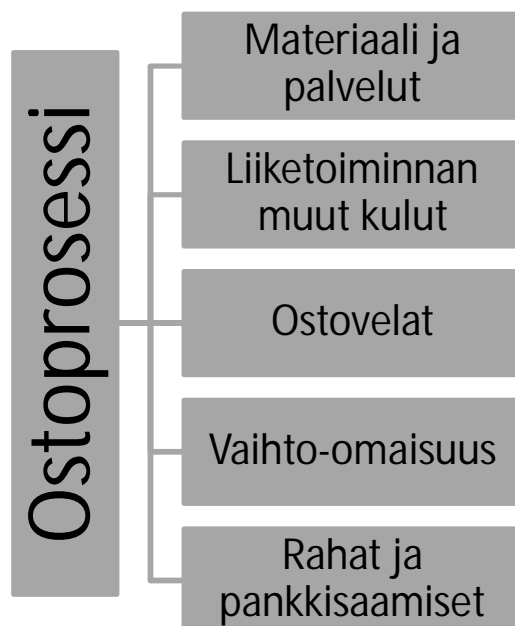 Ostoprosessi
Materiaali ja
palvelut
Liiketoiminnan
muut kulut
Ostovelat
Vaihto-omaisuus
Rahat ja
pankkisaamiset